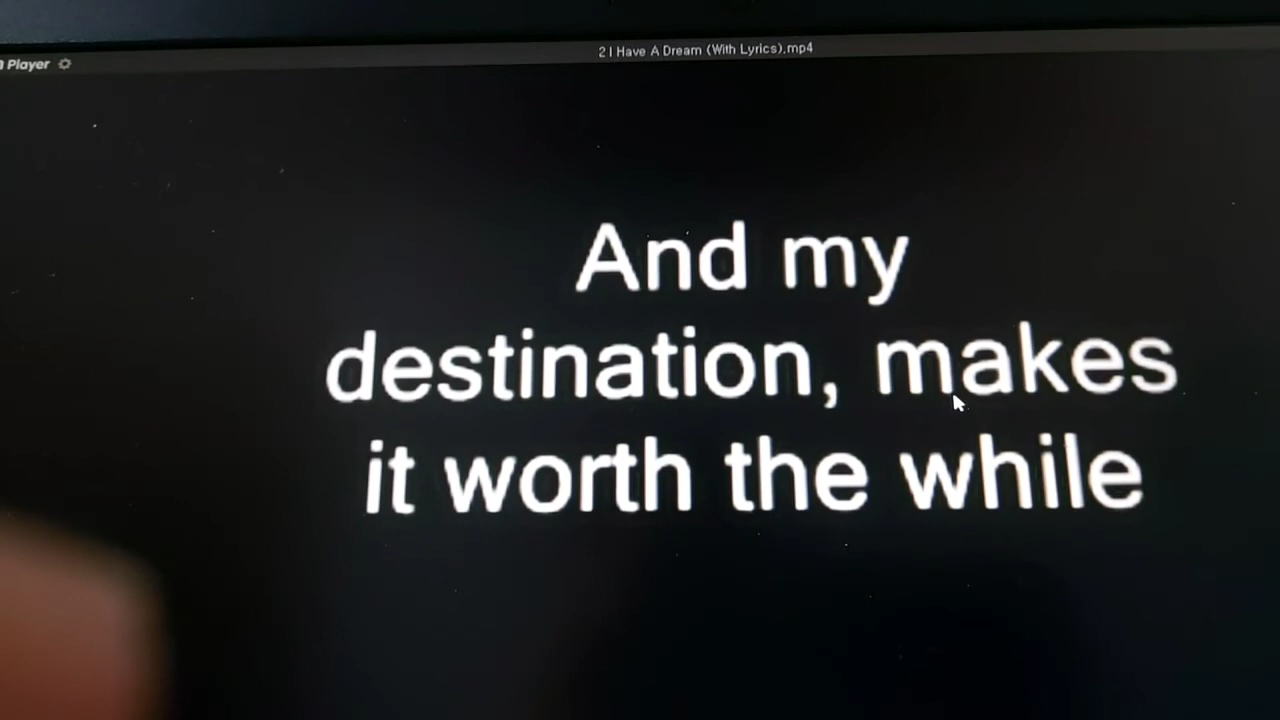 Player
2 I Have A Dream (With Lyrics).mp4
And my
destination, makes
it worth the while